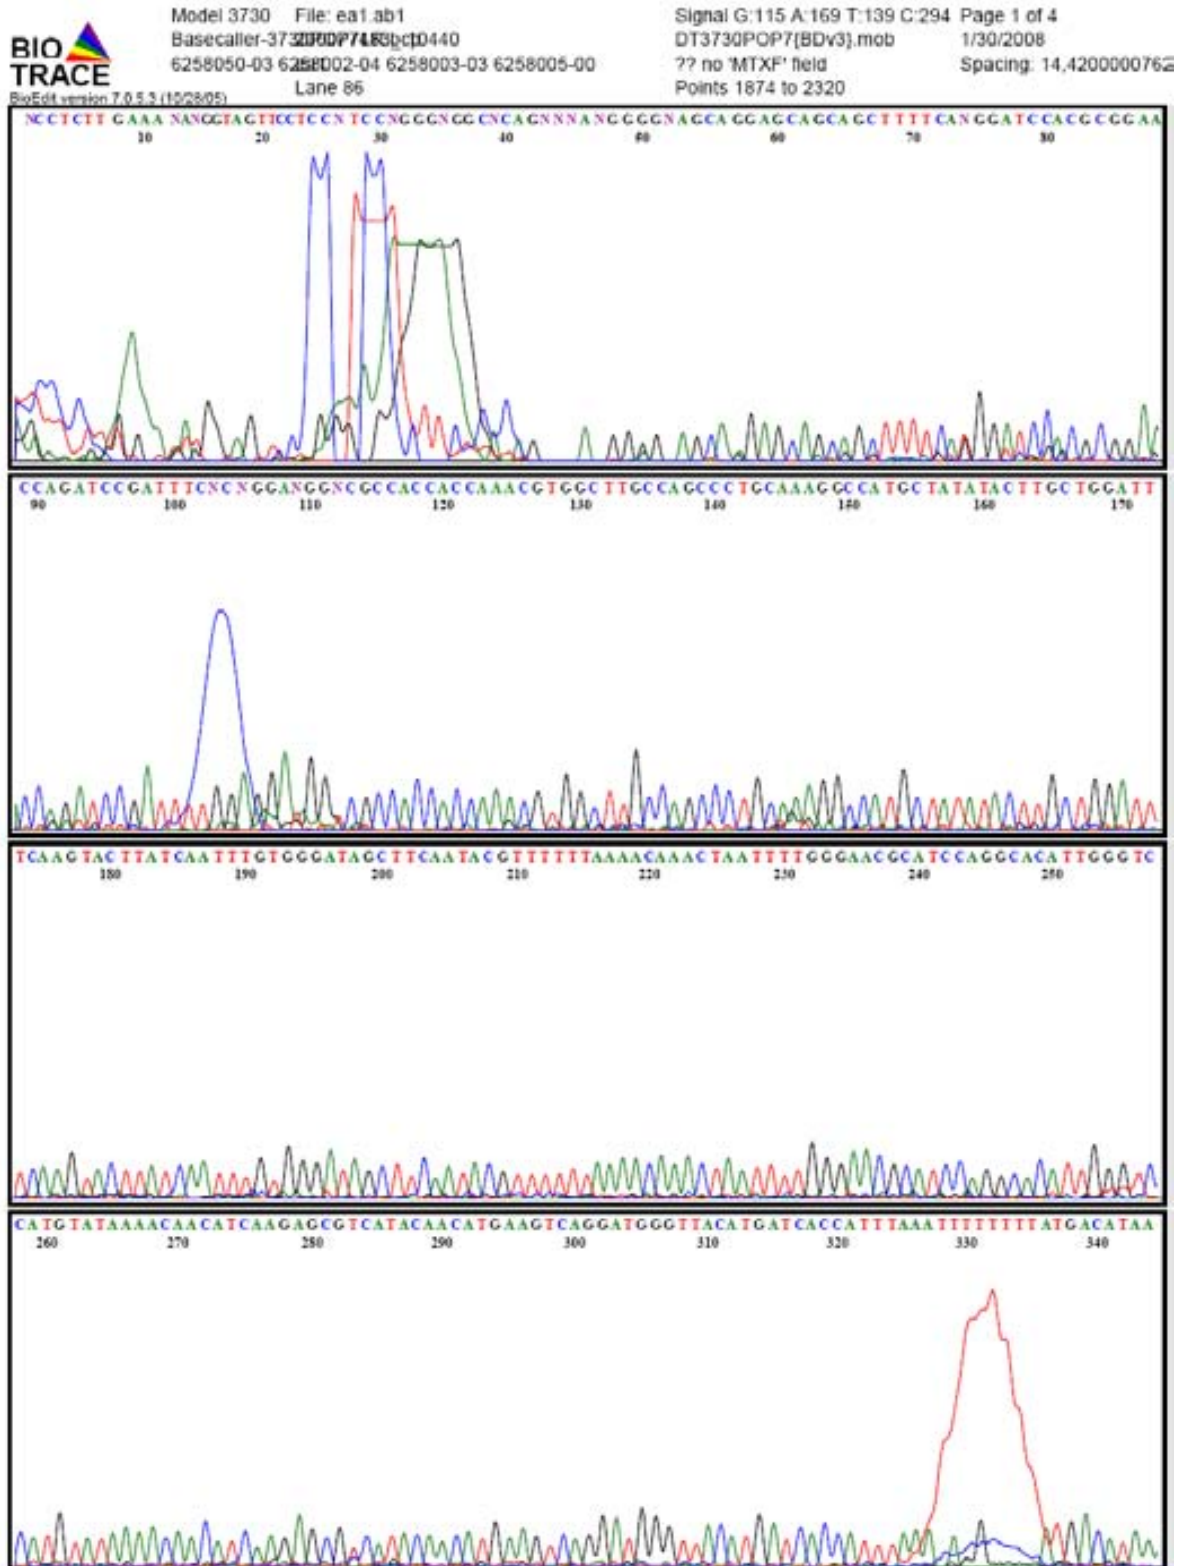 BIO
TRACE
BioEdit version 7.0.5.3 (10/28/05)
Model 3730 File: ea1.ab1
6258050-03
6258003-03 6258005-00
Lane 86
Signal G:115 A:169 T:139 C:294 Page 1 of 4
DT3730POP7{BDv3}.mob 1/30/2008
?? no 'MTXF' field Spacing: 14,4200000762
Points 1874 to 2320
NCCTCTTGAAANANGGTAGTTCCTCCNTCCNGGGNGGCNCAGNNNANGGGGNAGCAGGAGCAGCAGCTTTTCANGGATCCACGCGGAA
10 20 30 40 50 60 70 80
CCAGATCCGATTTCNCNGGANGGNCGCCACCACCAAACGTGGCTTGCCAGCCCTGCAAAGGCCATGCTATATACTTGCTGGATT
90 100 110 120 130 140 150 160 170
TCAAGTACTTATCAATTTGTGGGATAGCTTCAATACGTTTTTTAAAACAAACTAATTTTGGGAACGCATCCAGGCACATTGGGTC
180 190 200 210 220 230 240 250
CATGTATAAAACAACATCAAGAGCGTCATACAACATGAAGTCAGGATGGGTTACATGATCACCATTTAAATTTTTTTTTATGACATAA
260 270 280 290 300 310 320 330 340